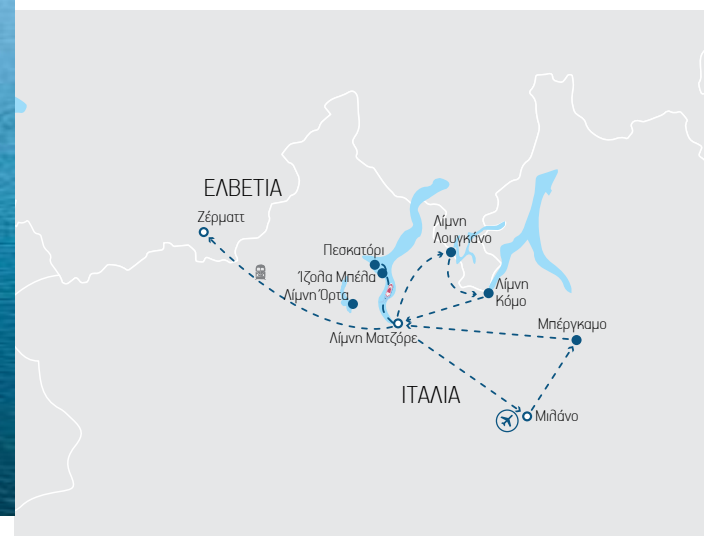 ΕΛΒΕΤΙΑ
Ζέρματτ
Λίμνη
Λουγκάνο
Πεσκατόρι
Ίζολα Μπέλα
Λίμνη Όρτα
Λίμνη
Κόμο
Μπέργκαμο
Λίμνη Ματζόρε
ΙΤΑΛΙΑ
Μιλάνο